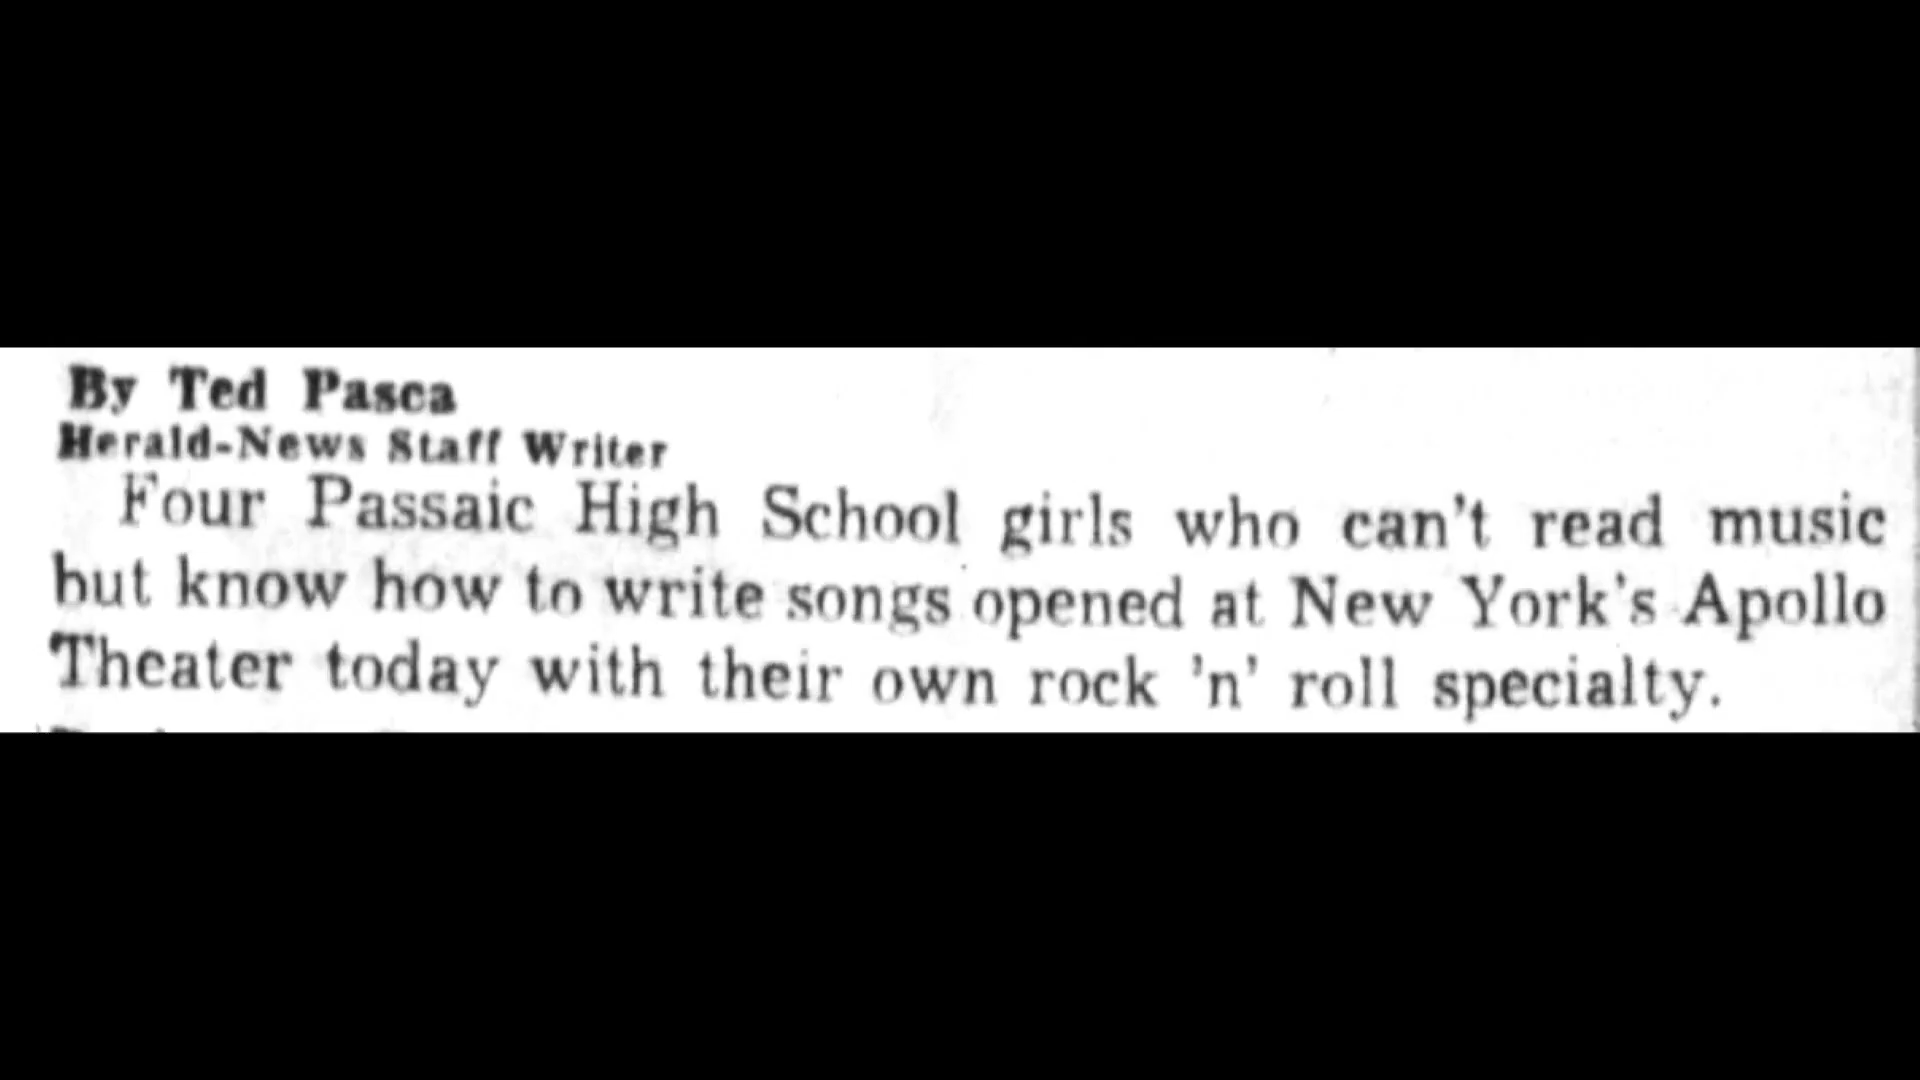 By Ted Pasca
Herald-News Staff Writer
Four Passaic High School girls who can't read music
but know how to write songs opened at New York's Apollo
Theater today with their own rock 'n' roll specialty.